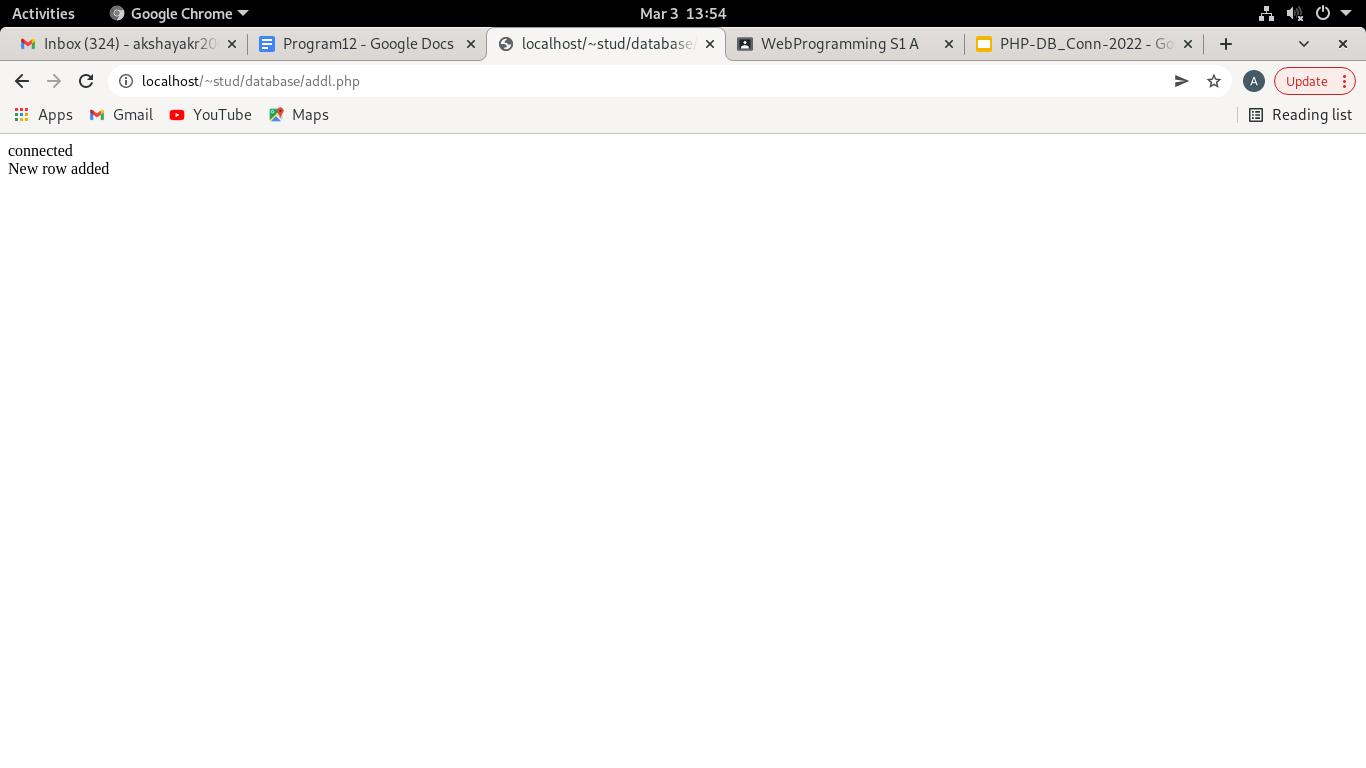 Activities Google Chrome Mar 3 13:54
Inbox (324) - akshayakr20 Program12 - Google Docs localhost/~stud/database/ WebProgramming S1 A PHP-DB_Conn-2022 - Go
localhost/~stud/database/addl.php A Update
Apps Gmail YouTube Maps Reading list
connected
New row added